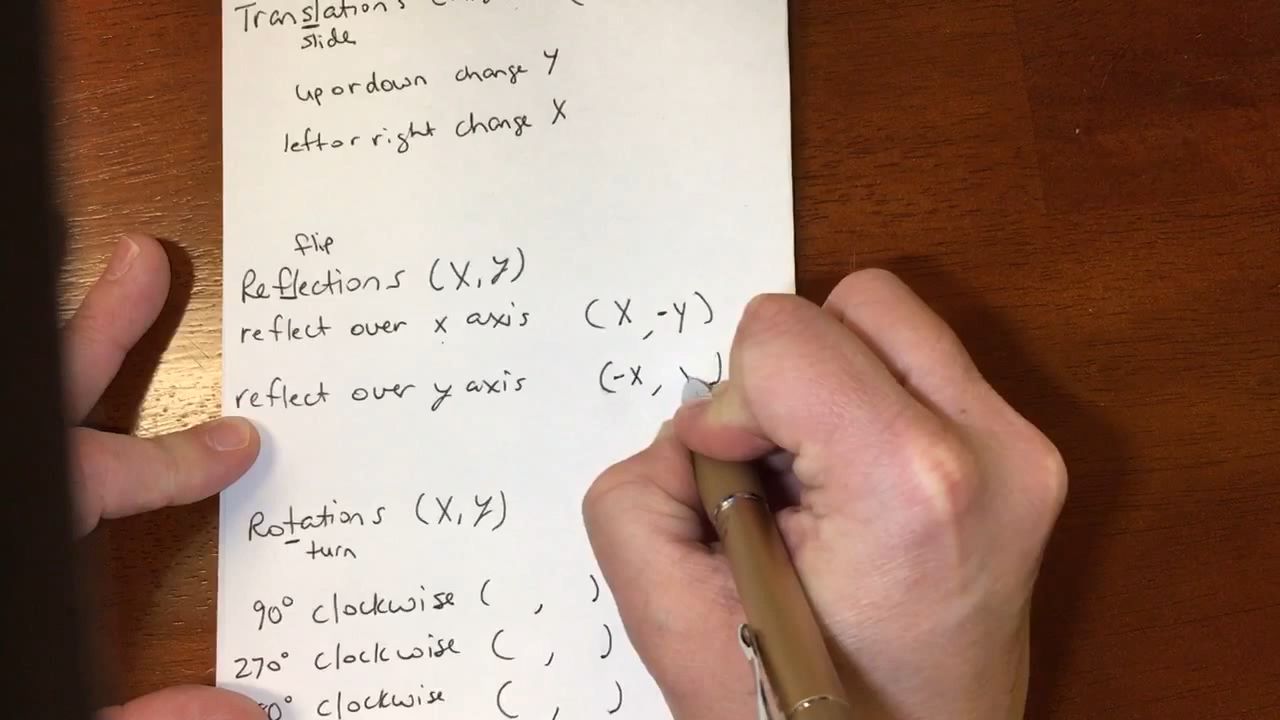 Translations
slide
up or down change Y
left or right change X
flip
Reflections (X,Y)
reflect over x axis (X,-Y)
reflect over y axis (-X,
Rotations (X,Y)
turn
90° clockwise ( , )
270° clockwise ( , )
clockwise ( , )